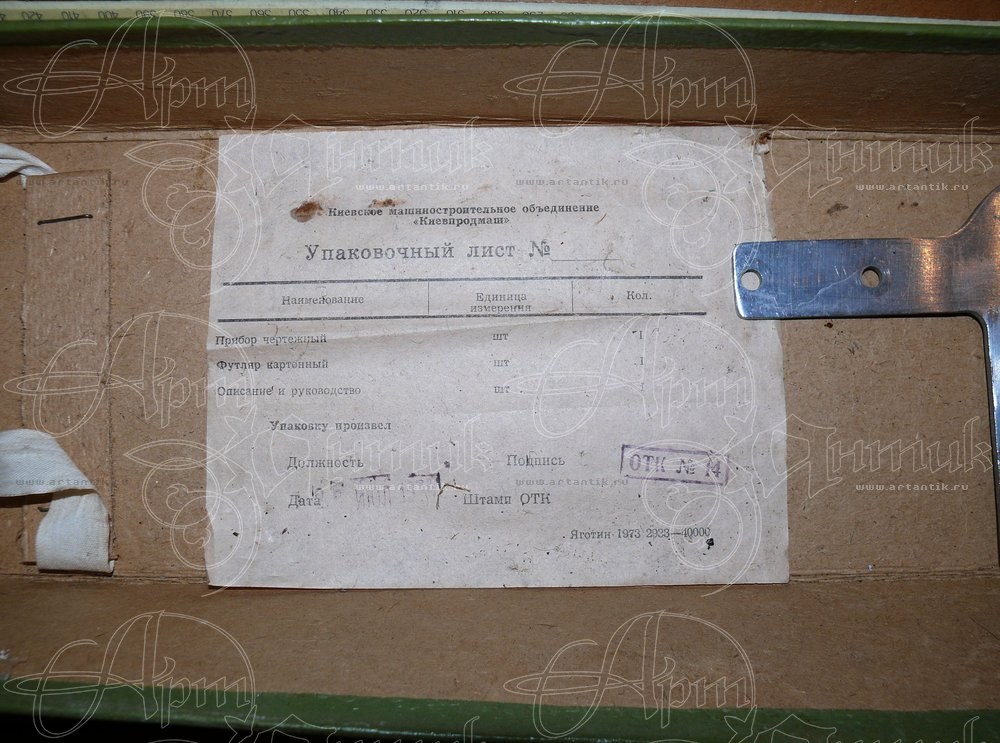 Киевское машиностроительное объединение
«Киевпродмаш»
Упаковочный лист №
Наименование Единица измерения Кол.
Прибор чертежный шт 1
Футляр картонный шт 1
Описание и руководство шт
Упаковку произвел
Должность Подпись
ОТК № 14
Дата Штамп ОТК
Яготин 1973 2933—40000
Арт Антик
www.artantik.ru